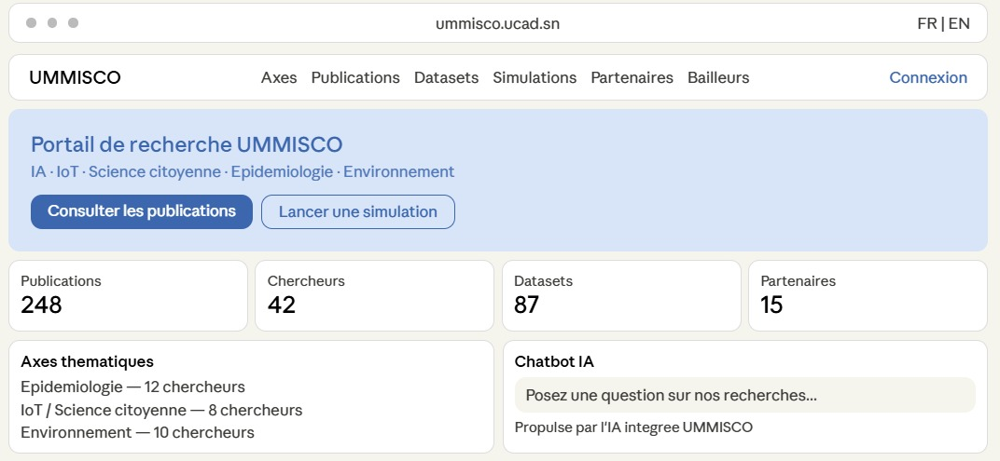 ummisco.ucad.sn FR | EN
UMMISCO Axes Publications Datasets Simulations Partenaires Bailleurs Connexion
Portail de recherche UMMISCO
IA · IoT · Science citoyenne · Epidemiologie · Environnement
Consulter les publications Lancer une simulation
Publications Chercheurs Datasets Partenaires
248 42 87 15
Axes thematiques
Epidemiologie — 12 chercheurs
IoT / Science citoyenne — 8 chercheurs
Environnement — 10 chercheurs
Chatbot IA
Posez une question sur nos recherches...
Propulse par l'IA integree UMMISCO